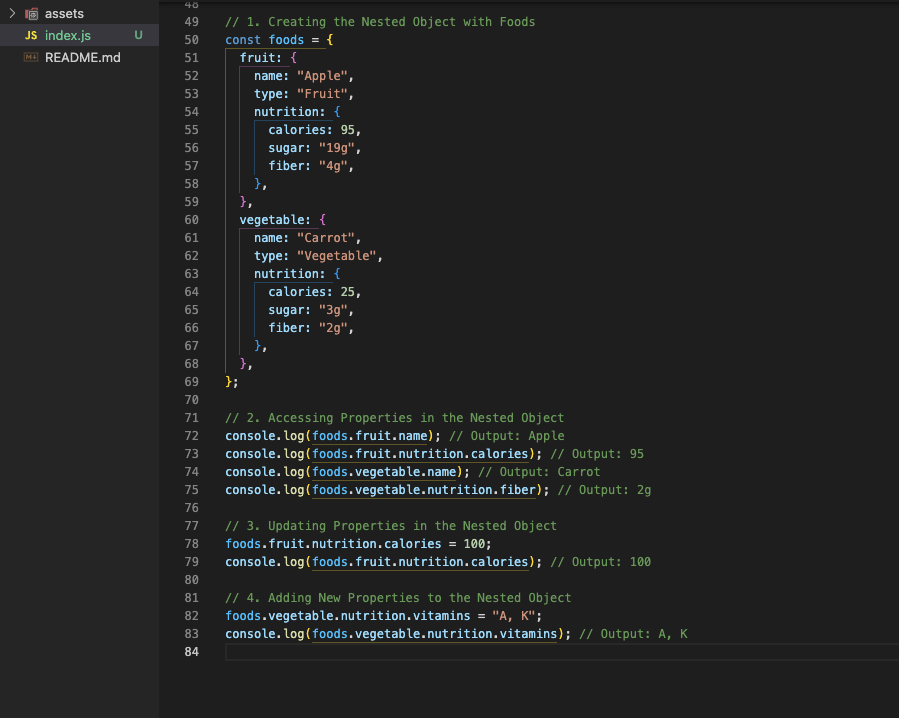 assets
JS index.js U
README.md
48
49 // 1. Creating the Nested Object with Foods
50 const foods = {
51   fruit: {
52     name: "Apple",
53     type: "Fruit",
54     nutrition: {
55       calories: 95,
56       sugar: "19g",
57       fiber: "4g",
58     },
59   },
60   vegetable: {
61     name: "Carrot",
62     type: "Vegetable",
63     nutrition: {
64       calories: 25,
65       sugar: "3g",
66       fiber: "2g",
67     },
68   },
69 };
70
71 // 2. Accessing Properties in the Nested Object
72 console.log(foods.fruit.name); // Output: Apple
73 console.log(foods.fruit.nutrition.calories); // Output: 95
74 console.log(foods.vegetable.name); // Output: Carrot
75 console.log(foods.vegetable.nutrition.fiber); // Output: 2g
76
77 // 3. Updating Properties in the Nested Object
78 foods.fruit.nutrition.calories = 100;
79 console.log(foods.fruit.nutrition.calories); // Output: 100
80
81 // 4. Adding New Properties to the Nested Object
82 foods.vegetable.nutrition.vitamins = "A, K";
83 console.log(foods.vegetable.nutrition.vitamins); // Output: A, K
84